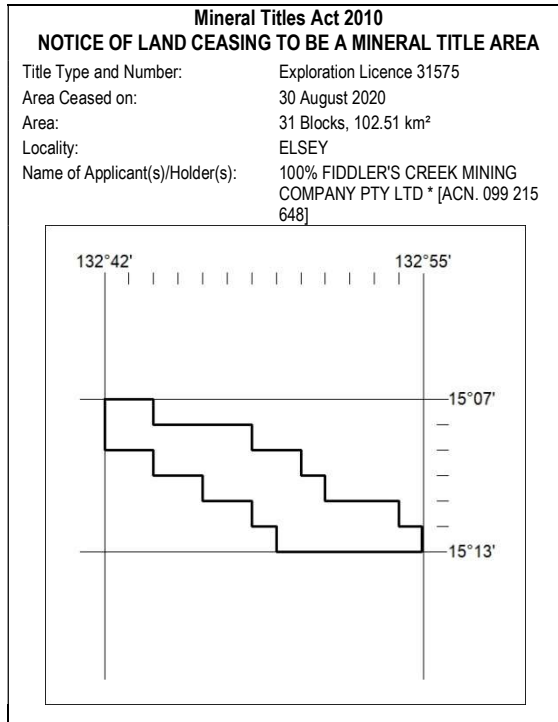 Mineral Titles Act 2010
NOTICE OF LAND CEASING TO BE A MINERAL TITLE AREA
Title Type and Number: Exploration Licence 31575
Area Ceased on: 30 August 2020
Area: 31 Blocks, 102.51 km²
Locality: ELSEY
Name of Applicant(s)/Holder(s): 100% FIDDLER'S CREEK MINING
COMPANY PTY LTD * [ACN. 099 215
648]
132°42' 132°55'
15°07'
15°13'